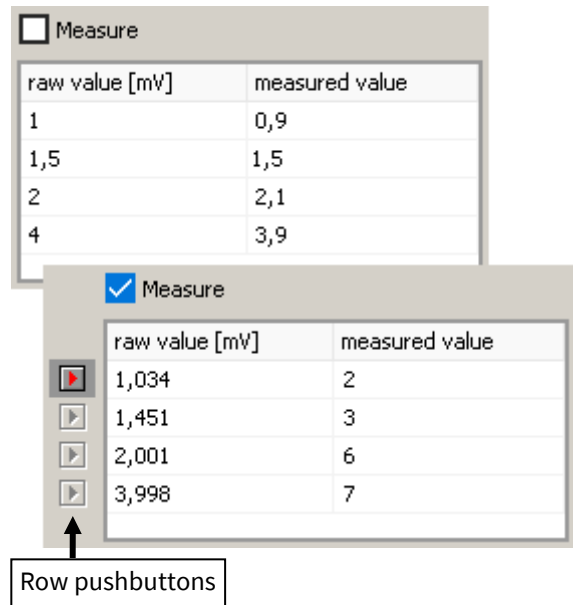 Measure
raw value [mV] measured value
1 0,9
1,5 1,5
2 2,1
4 3,9
Measure
raw value [mV] measured value
1,034 2
1,451 3
2,001 6
3,998 7
Row pushbuttons